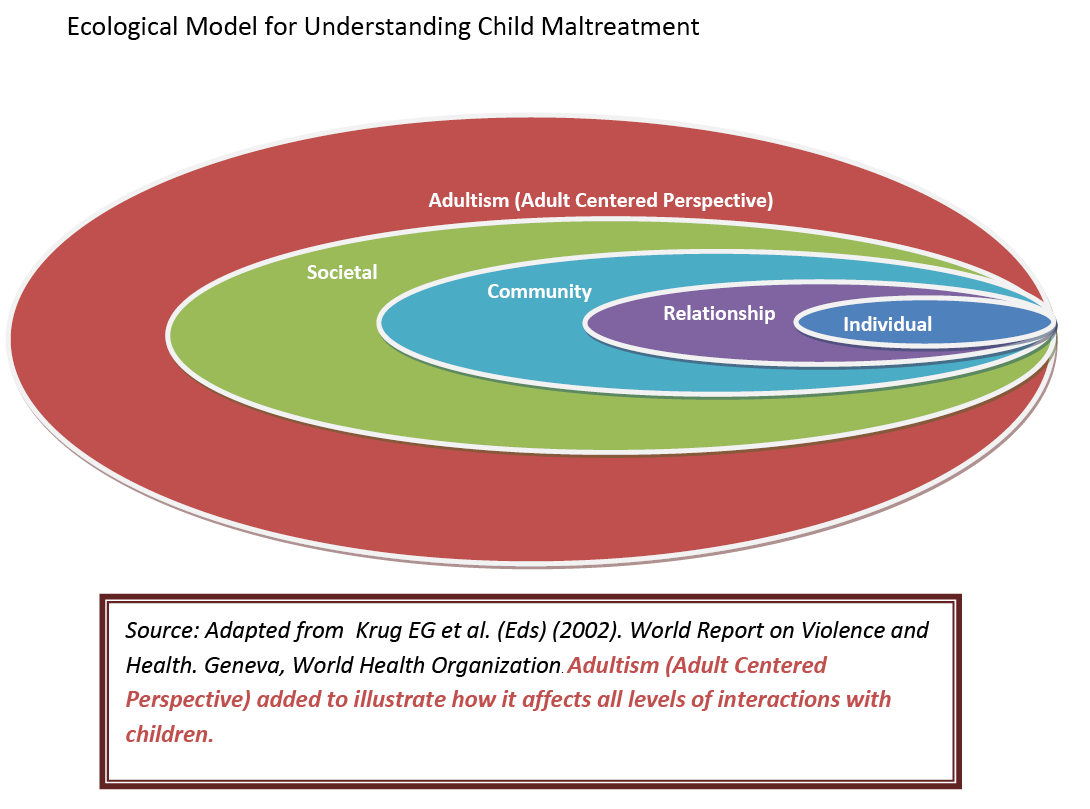 Ecological Model for Understanding Child Maltreatment
Adultism (Adult Centered Perspective)
Societal
Community
Relationship
Individual
Source: Adapted from  Krug EG et al. (Eds) (2002). World Report on Violence and
Health. Geneva, World Health Organization. Adultism (Adult Centered
Perspective) added to illustrate how it affects all levels of interactions with
children.